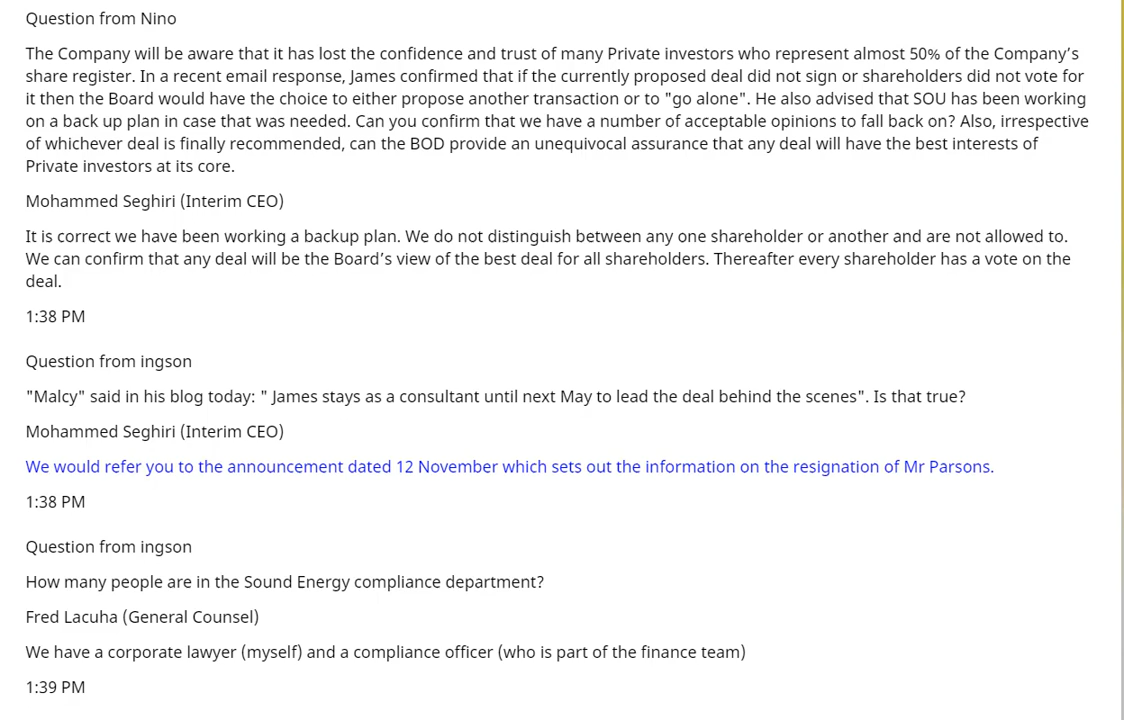 Question from Nino
The Company will be aware that it has lost the confidence and trust of many Private investors who represent almost 50% of the Company’s
share register. In a recent email response, James confirmed that if the currently proposed deal did not sign or shareholders did not vote for
it then the Board would have the choice to either propose another transaction or to "go alone". He also advised that SOU has been working
on a back up plan in case that was needed. Can you confirm that we have a number of acceptable opinions to fall back on? Also, irrespective
of whichever deal is finally recommended, can the BOD provide an unequivocal assurance that any deal will have the best interests of
Private investors at its core.
Mohammed Seghiri (Interim CEO)
It is correct we have been working a backup plan. We do not distinguish between any one shareholder or another and are not allowed to.
We can confirm that any deal will be the Board’s view of the best deal for all shareholders. Thereafter every shareholder has a vote on the
deal.
1:38 PM
Question from ingson
"Malcy" said in his blog today: " James stays as a consultant until next May to lead the deal behind the scenes". Is that true?
Mohammed Seghiri (Interim CEO)
We would refer you to the announcement dated 12 November which sets out the information on the resignation of Mr Parsons.
1:38 PM
Question from ingson
How many people are in the Sound Energy compliance department?
Fred Lacuha (General Counsel)
We have a corporate lawyer (myself) and a compliance officer (who is part of the finance team)
1:39 PM